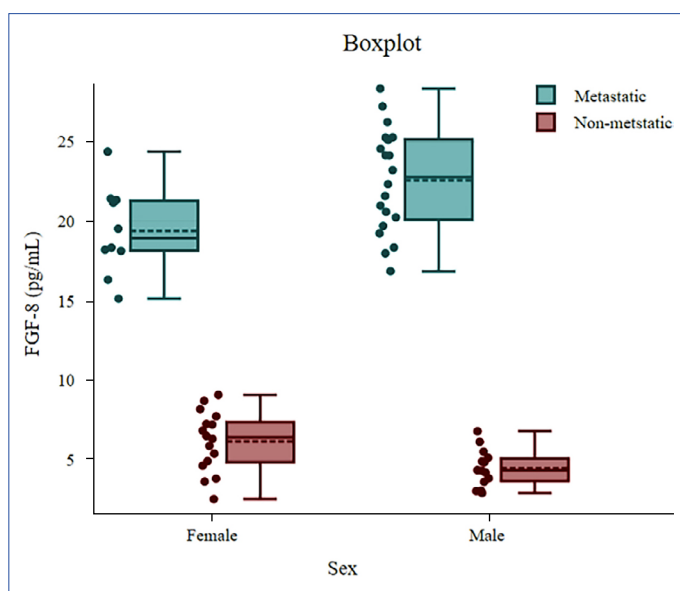 Boxplot
Metastatic
Non-metstatic
25
20
15
10
5
FGF-8 (pg/mL)
Female
Male
Sex